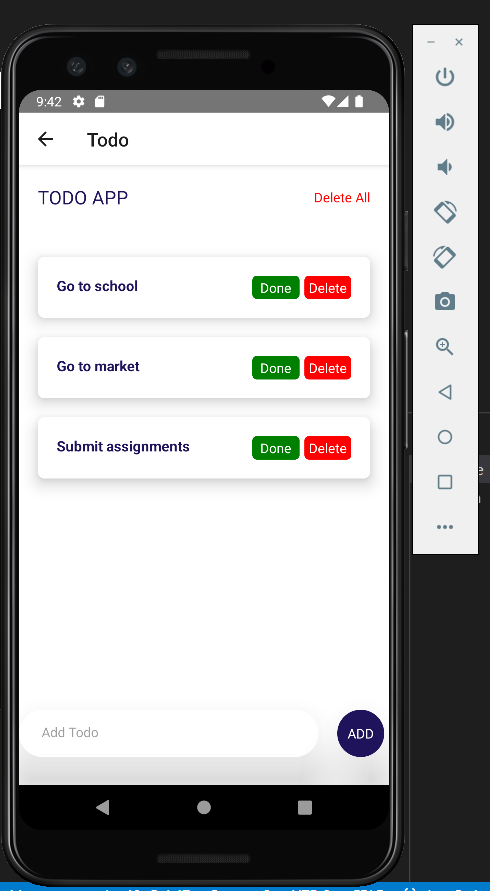 9:42
Todo
TODO APP
Delete All
Go to school
Done
Delete
Go to market
Done
Delete
Submit assignments
Done
Delete
Add Todo
ADD